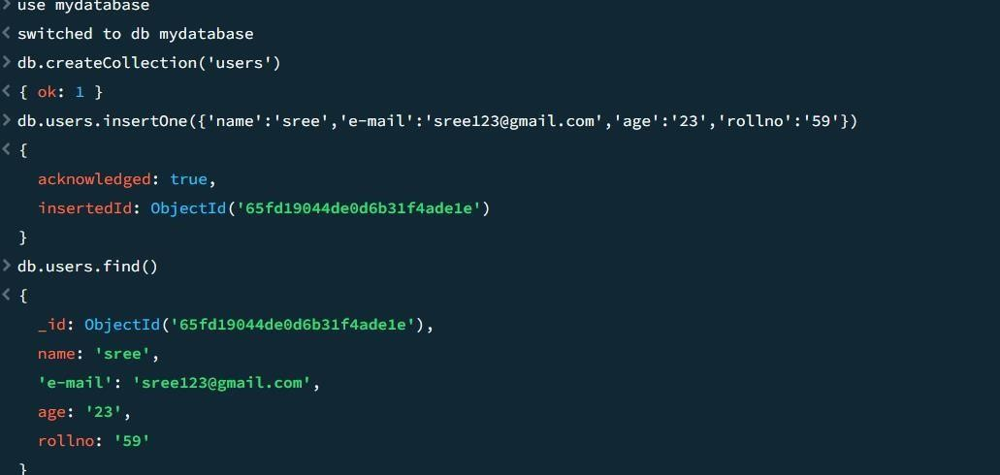 > use mydatabase
< switched to db mydatabase
> db.createCollection('users')
< { ok: 1 }
> db.users.insertOne({'name':'sree','e-mail':'sree123@gmail.com','age':'23','rollno':'59'})
< {
acknowledged: true,
insertedId: ObjectId('65fd19044de0d6b31f4ade1e')
}
> db.users.find()
< {
_id: ObjectId('65fd19044de0d6b31f4ade1e'),
name: 'sree',
'e-mail': 'sree123@gmail.com',
age: '23',
rollno: '59'
}